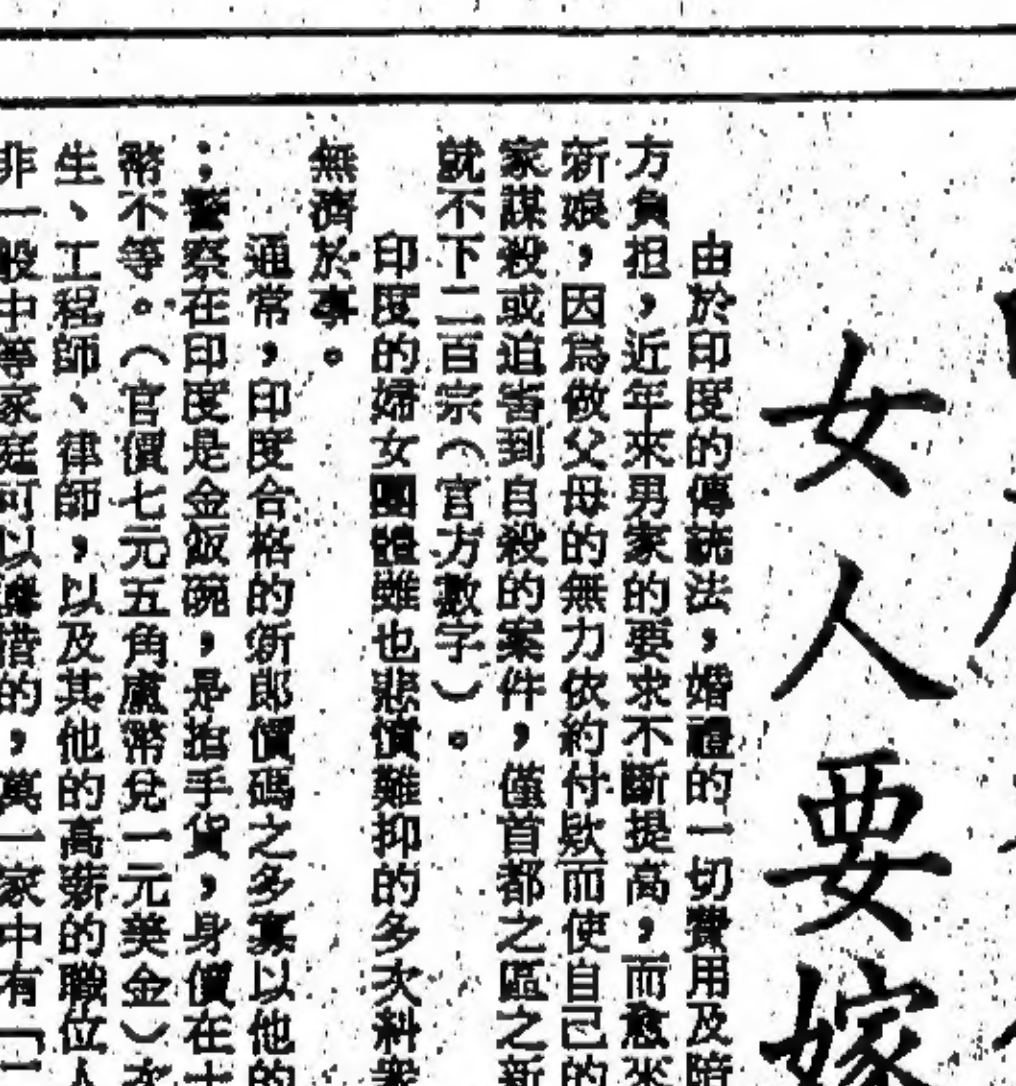 女人要嫁
由於印度的傳統法，婚禮的一切費用及陪
方負担，近年來男家的要求不斷提高，而愈來
新娘，因爲做父母的無力依約付欵而使自己的
家謀殺或迫害到自殺的案件，僅首都之區之新
就不下二百宗（官方數字）。
印度的婦女團體雖也悲憤難抑的多次糾衆
無濟於事。
通常，印度合格的新郎價碼之多寡以他的
：警察在印度是金飯碗，是搶手貨，身價在
幣不等。（官價七元五角盧幣兌一元美金）
生、工程師、律師，以及其他的高薪的職位人
非一般中等家庭可以 的，萬一家中有「